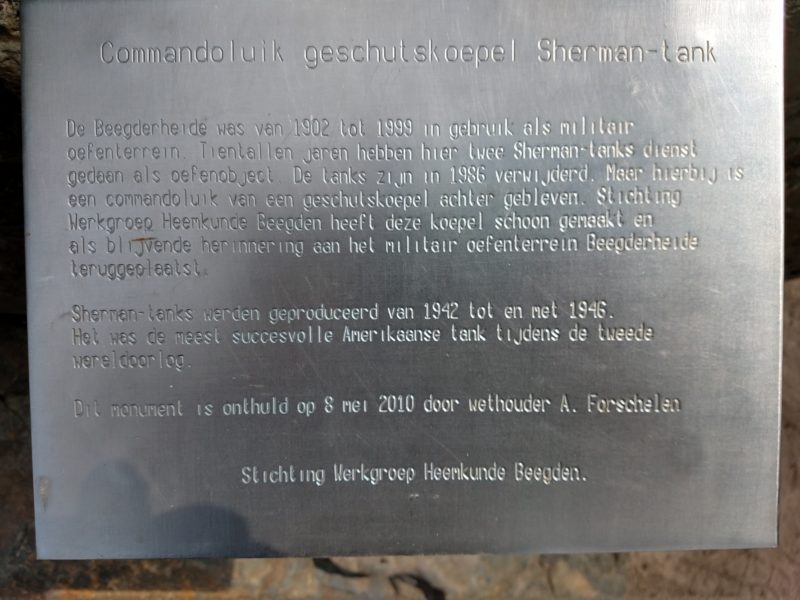 Commandoluik geschutskoepel Sherman-tank
De Beegderheide was van 1902 tot 1999 in gebruik als militair
oefenterrein. Tientallen jaren hebben hier twee Sherman-tanks dienst
gedaan als oefenobject. De tanks zijn in 1986 verwijderd. Maar hierbij is
een commandoluik van een geschutskoepel achter gebleven. Stichting
Werkgroep Heemkunde Beegden heeft deze koepel schoon gemaakt en
als blijvende herinnering aan het militair oefenterrein Beegderheide
teruggeplaatst.
Sherman-tanks werden geproduceerd van 1942 tot en met 1946.
Het was de meest succesvolle Amerikaanse tank tijdens de tweede
wereldoorlog.
Dit monument is onthuld op 8 mei 2010 door wethouder A. Forschelen
Stichting Werkgroep Heemkunde Beegden.